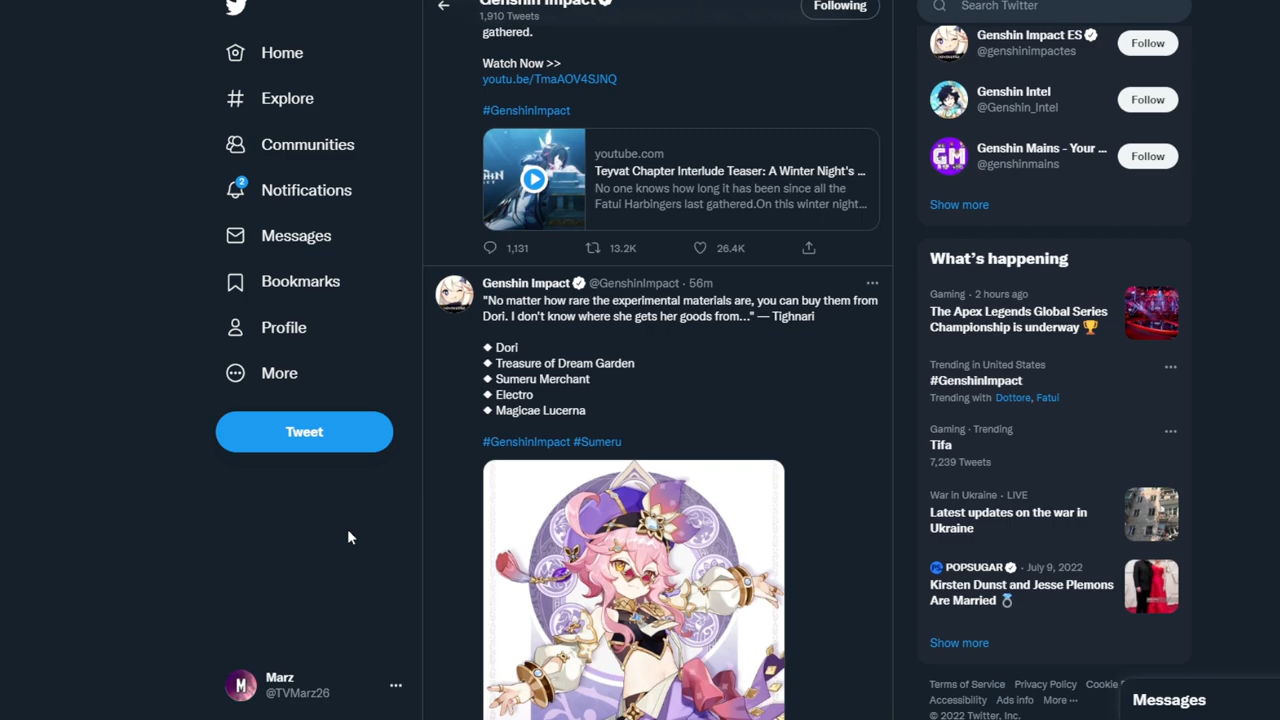 Home
Explore
Communities
2
Notifications
Messages
Bookmarks
Profile
More
Tweet
M
Marz
@TVMarz26
Genshin Impact
1,910 Tweets
Following
gathered.
Watch Now >>
youtu.be/TmaAOV4SJNQ
#GenshinImpact
youtube.com
Teyvat Chapter Interlude Teaser: A Winter Night's ...
No one knows how long it has been since all the
Fatui Harbingers last gathered.On this winter night...
1,131
13.2K
26.4K
Genshin Impact @GenshinImpact · 56m
"No matter how rare the experimental materials are, you can buy them from
Dori. I don't know where she gets her goods from..." — Tighnari
◆ Dori
◆ Treasure of Dream Garden
◆ Sumeru Merchant
◆ Electro
◆ Magicae Lucerna
#GenshinImpact #Sumeru
Search Twitter
Genshin Impact ES
@genshinimpactes
Follow
Genshin Intel
@Genshin_Intel
Follow
GM
Genshin Mains - Your ...
@genshinmains
Follow
Show more
What's happening
Gaming · 2 hours ago
The Apex Legends Global Series
Championship is underway 🏆
Trending in United States
#GenshinImpact
Trending with Dottore, Fatui
Gaming · Trending
Tifa
7,239 Tweets
War in Ukraine · LIVE
Latest updates on the war in
Ukraine
POPSUGAR · July 9, 2022
Kirsten Dunst and Jesse Plemons
Are Married 💍
Show more
Terms of Service Privacy Policy Cookie
Accessibility Ads info More ···
© 2022 Twitter, Inc.
Messages